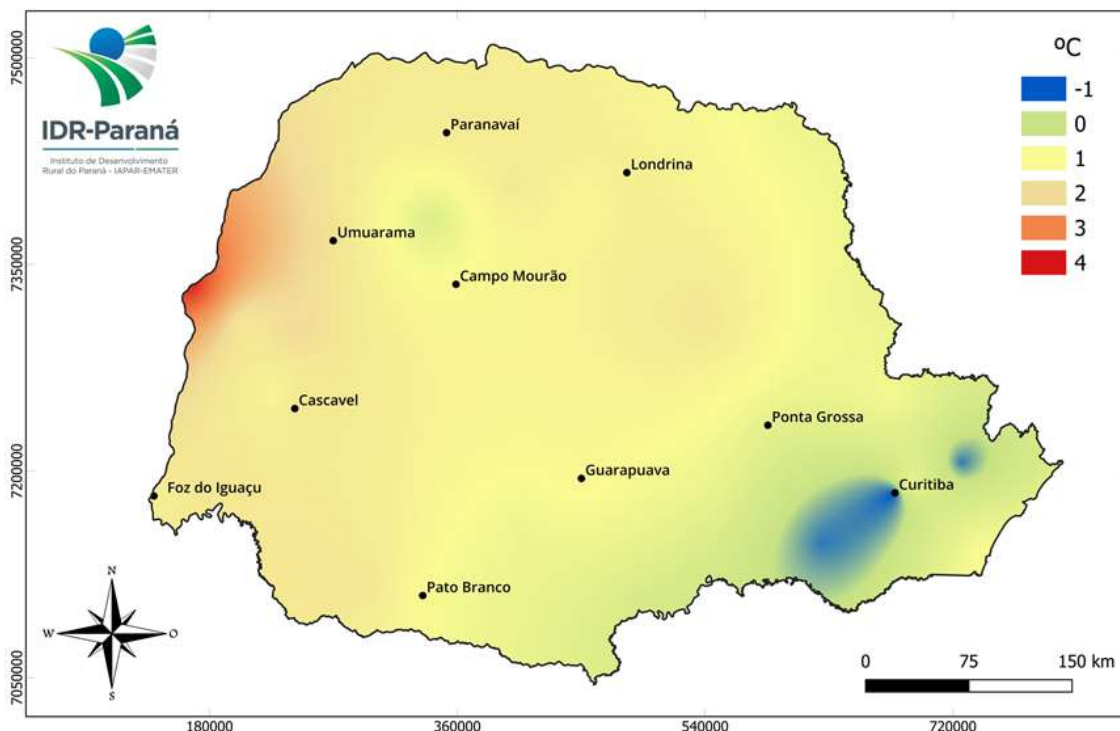 IDR-Paraná
Instituto de Desenvolvimento
Rural do Paraná - IAPAR-EMATER
ºC
-1
0
1
2
3
4
Paranavaí
Londrina
Umuarama
Campo Mourão
Cascavel
Ponta Grossa
Guarapuava
Foz do Iguaçu
Curitiba
Pato Branco
N
W
O
S
0 75 150 km
7500000
7350000
7200000
7050000
180000 360000 540000 720000